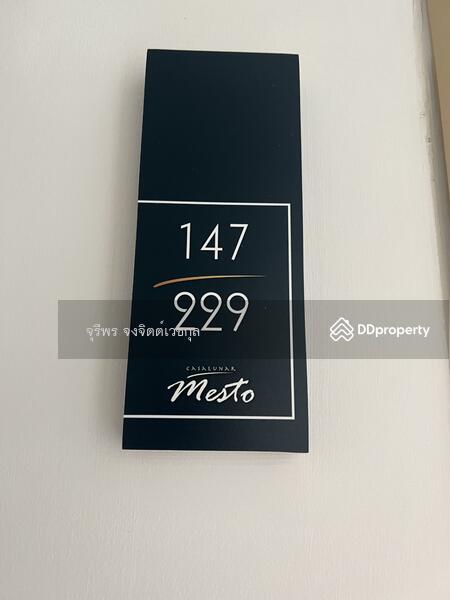 147
229
จุรีพร จงจิตต์เวชกุล
DDproperty
CASALUNAR
Mesto